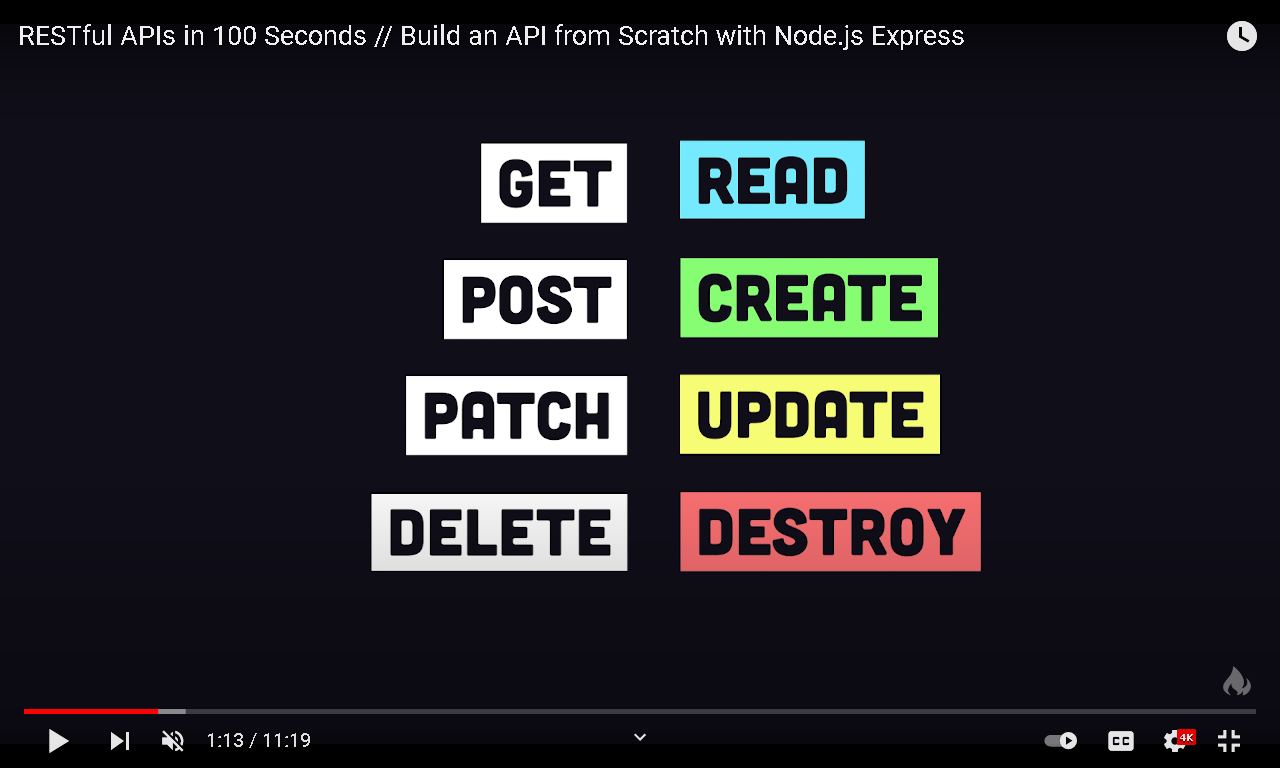 RESTful APIs in 100 Seconds // Build an API from Scratch with Node.js Express
GET READ
POST CREATE
PATCH UPDATE
DELETE DESTROY
1:13 / 11:19
CC
4K